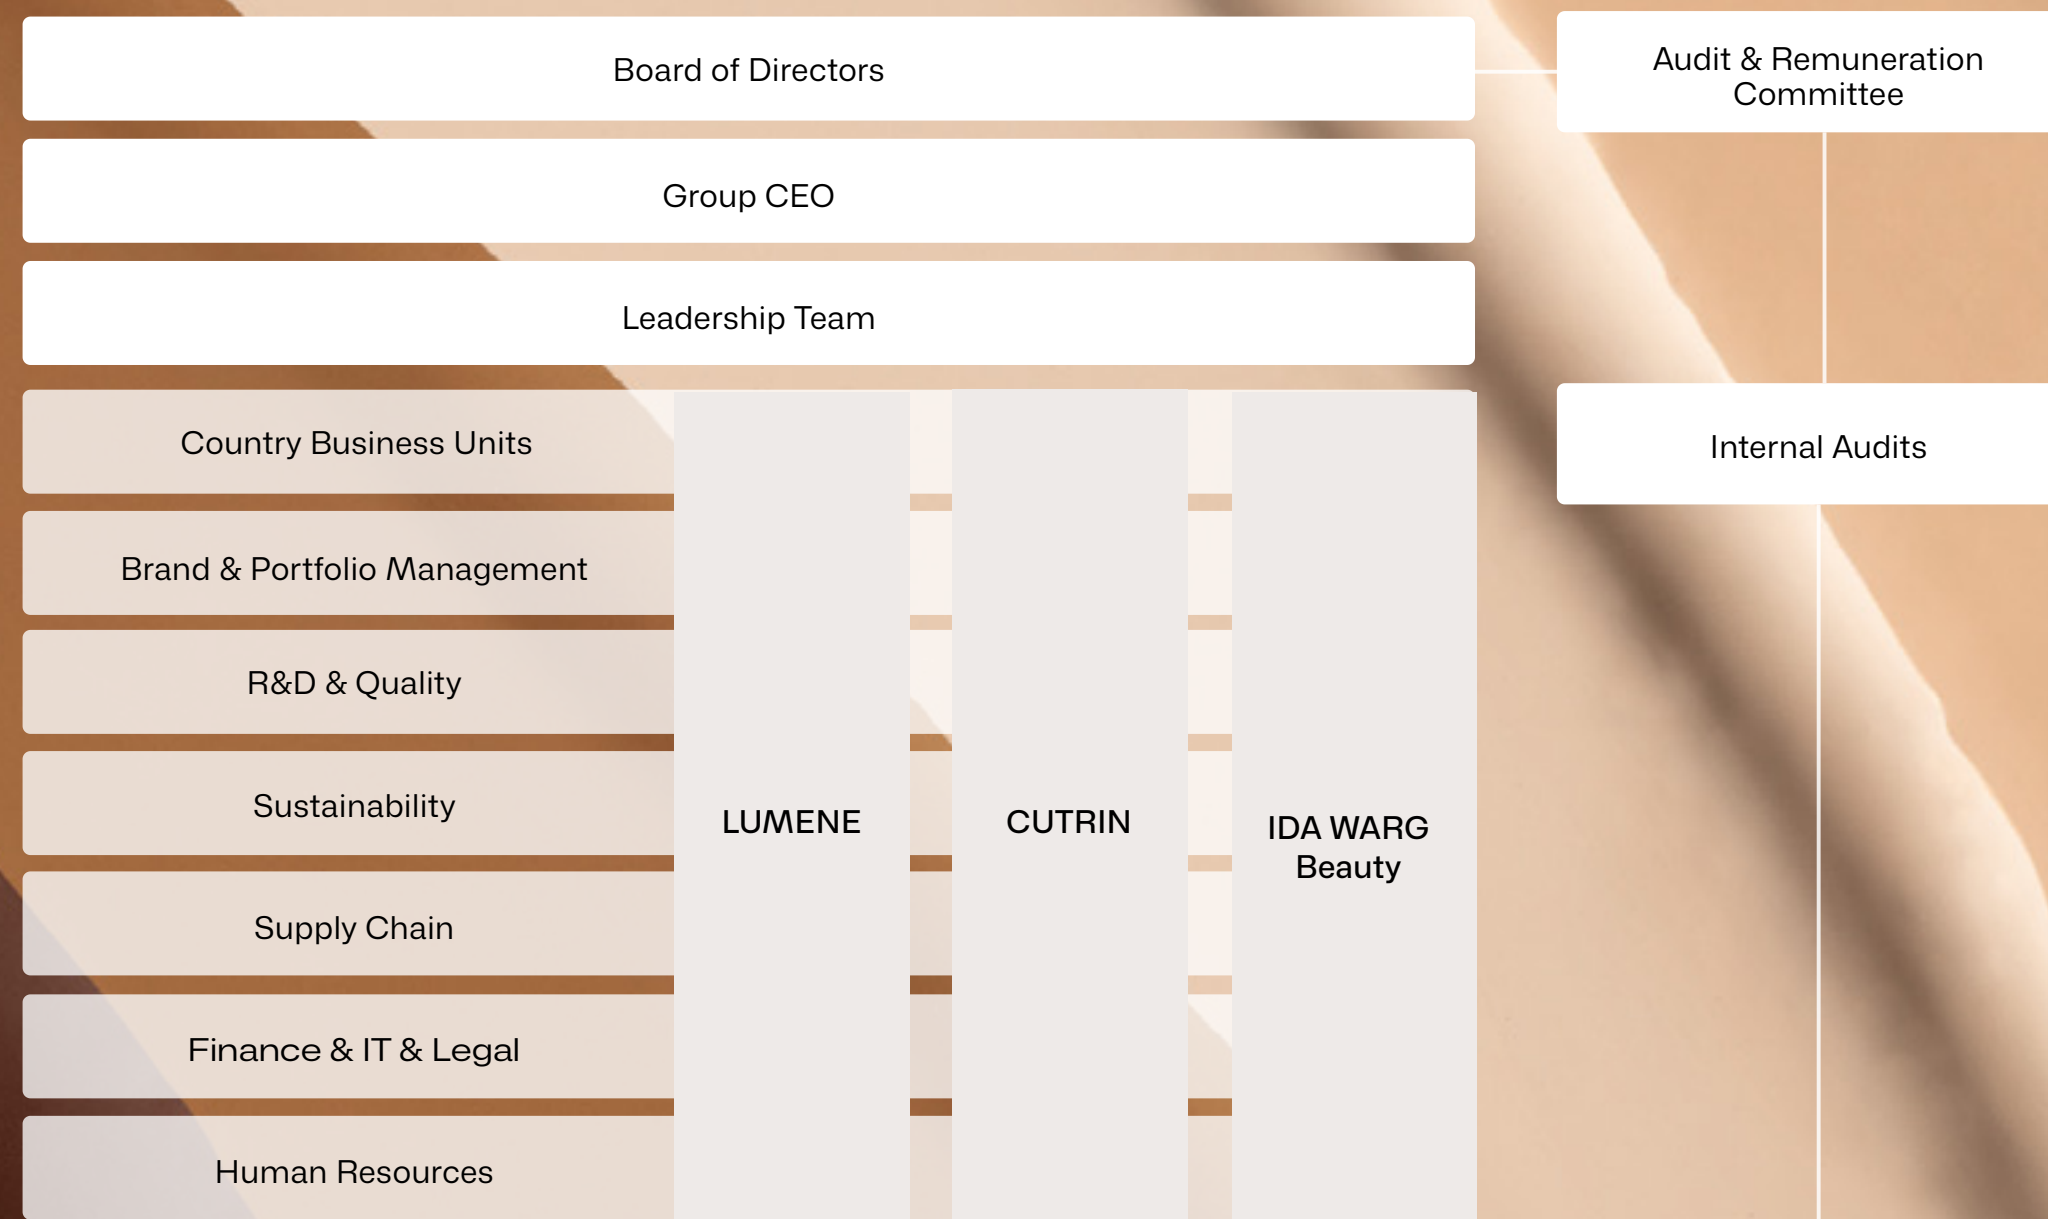 Board of Directors
Audit & Remuneration
Committee
Group CEO
Leadership Team
Country Business Units
Internal Audits
Brand & Portfolio Management
R&D & Quality
Sustainability
LUMENE
CUTRIN
IDA WARG
Beauty
Supply Chain
Finance & IT & Legal
Human Resources